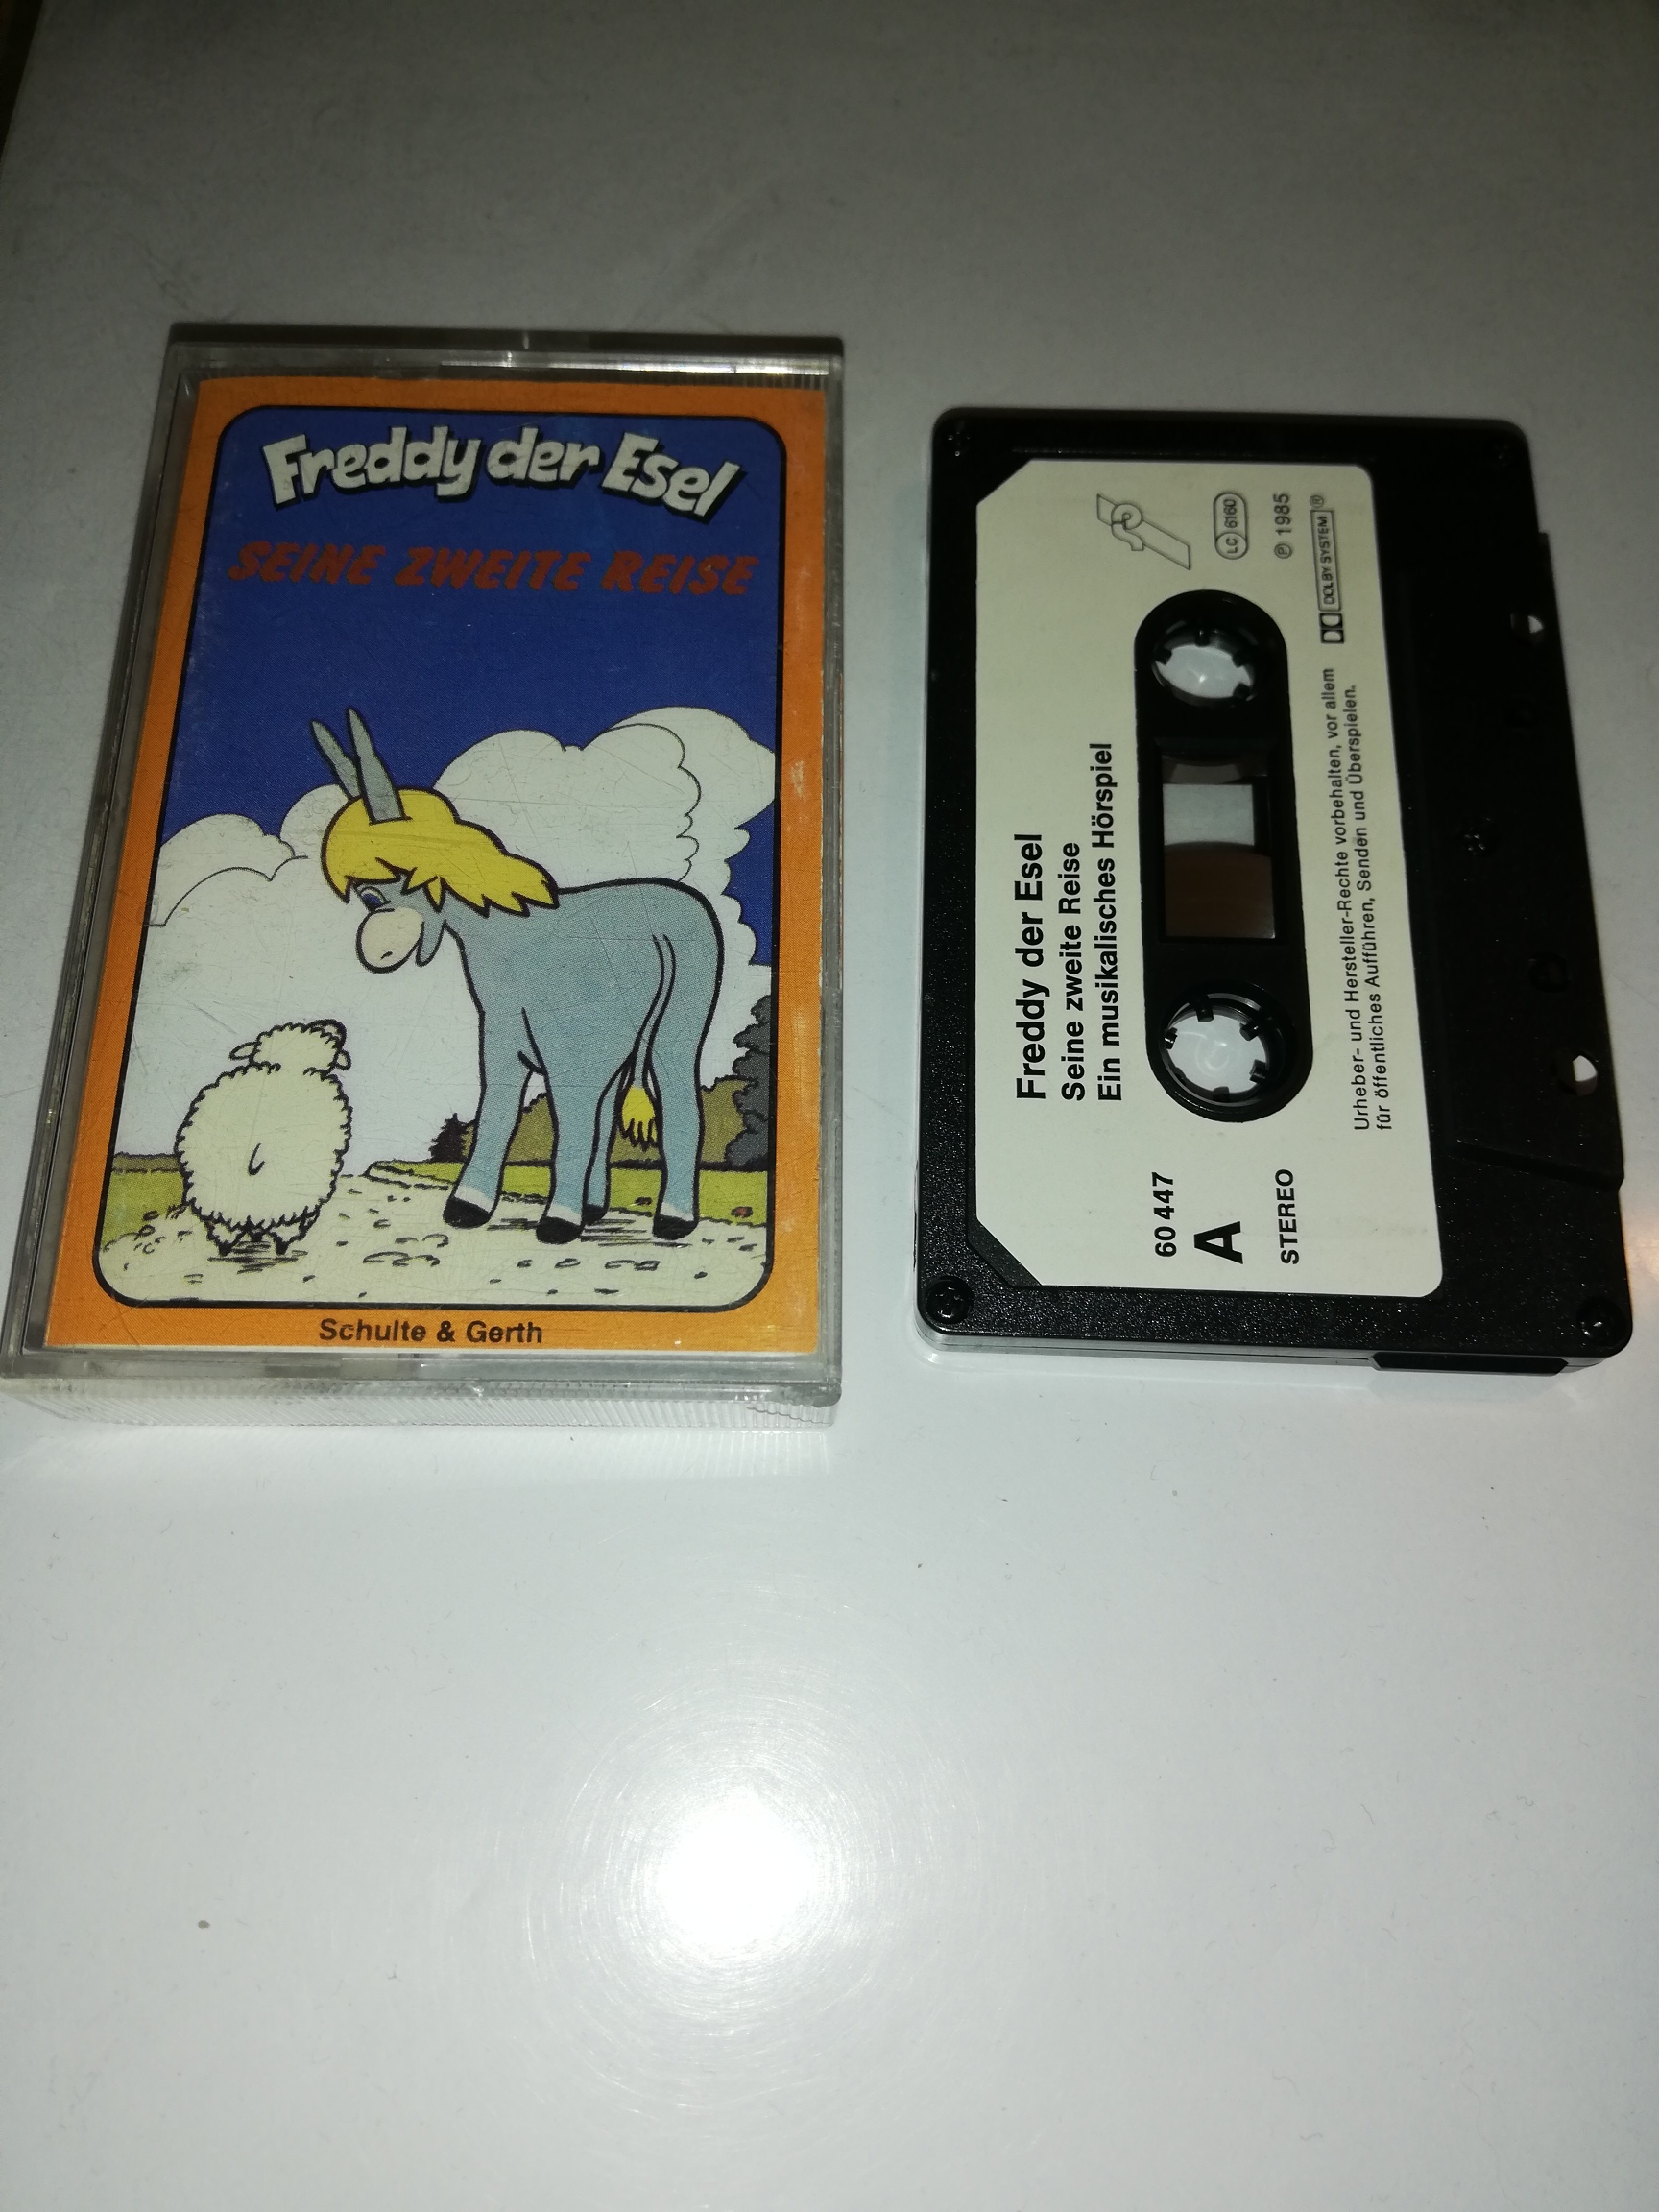 Freddy der Esel
SEINE ZWEITE REISE
Schulte & Gerth
Freddy der Esel
Seine zweite Reise
Ein musikalisches Hörspiel
60 447
A
STEREO
LC 6160
℗ 1985
DOLBY SYSTEM®
Urheber- und Hersteller-Rechte vorbehalten, vor allem
für öffentliches Aufführen, Senden und Überspielen.